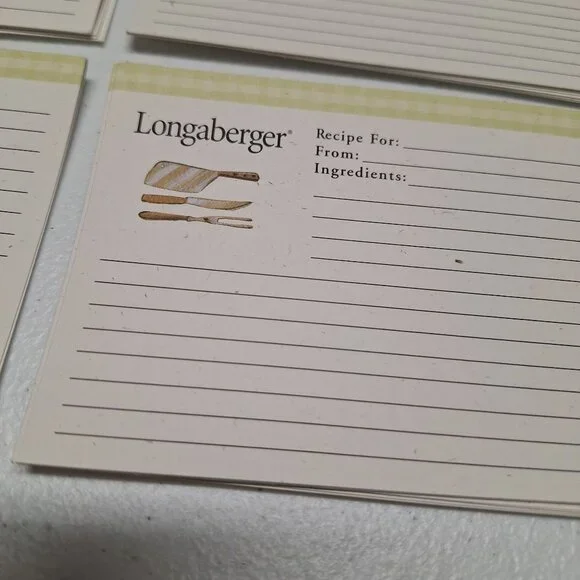 Longaberger®
Recipe For:
From:
Ingredients: